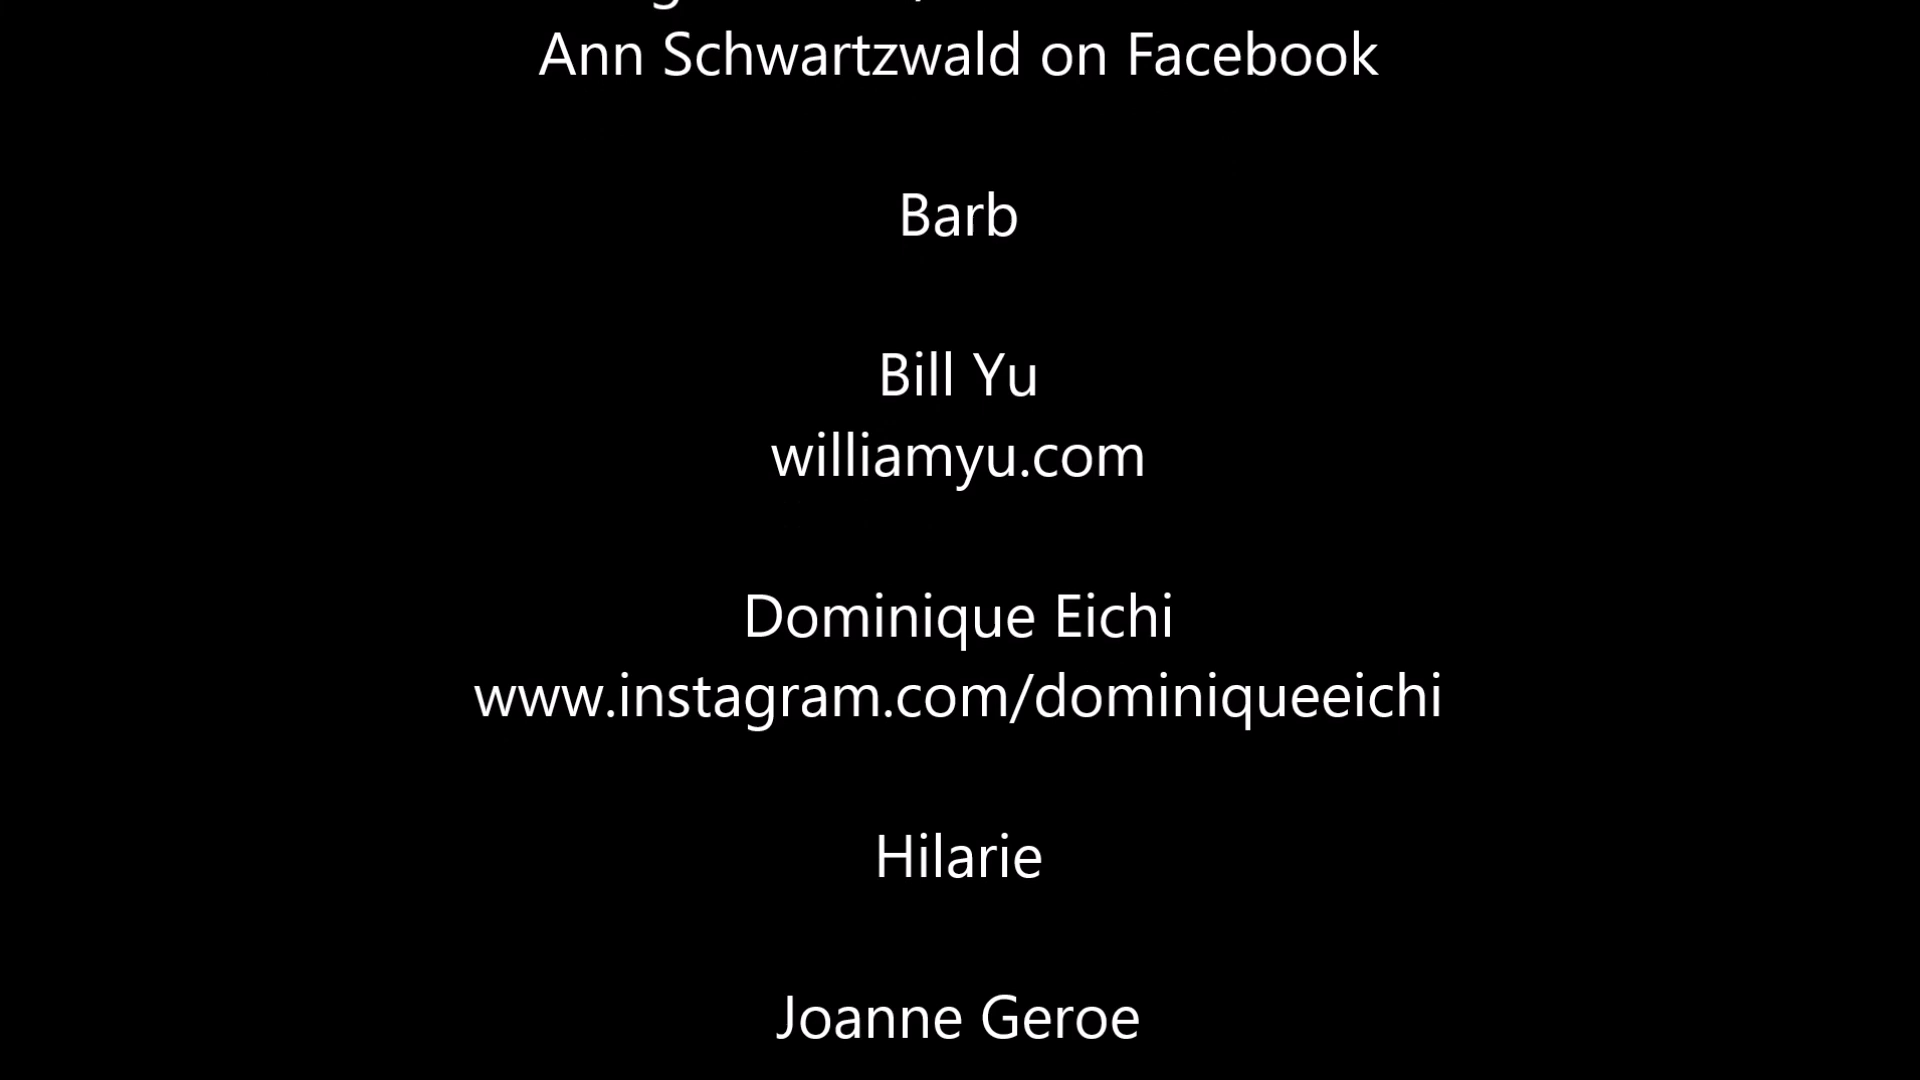 Ann Schwartzwald on Facebook
Barb
Bill Yu
williamyu.com
Dominique Eichi
www.instagram.com/dominiqueeichi
Hilarie
Joanne Geroe